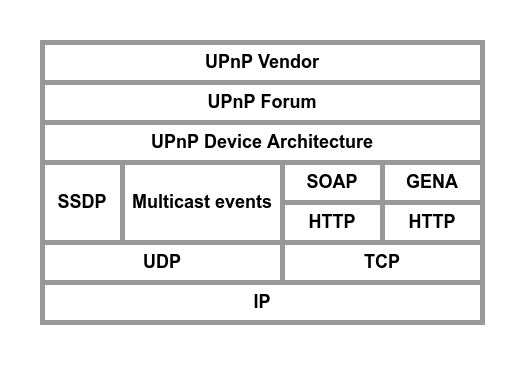 UPnP Vendor
UPnP Forum
UPnP Device Architecture
SSDP
Multicast events
SOAP
GENA
HTTP
HTTP
UDP
TCP
IP